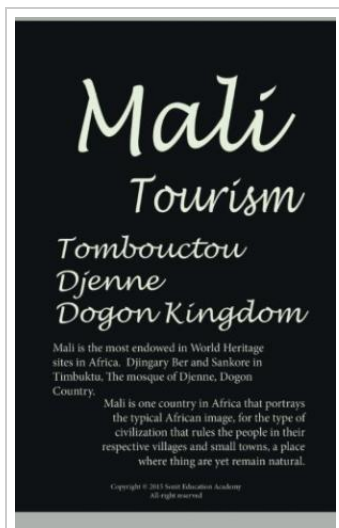 Mali
Tourism
Tombouctou
Djenne
Dogon Kingdom
Mali is the most endowed in World Heritage
sites in Africa. Djingary Ber and Sankore in
Timbuktu, The mosque of Djenne, Dogon
Country.
Mali is one country in Africa that portrays
the typical African image, for the type of
civilization that rules the people in their
respective villages and small towns, a place
where thing are yet remain natural.
Copyright © 2015 Sonit Education Academy
All-right reserved